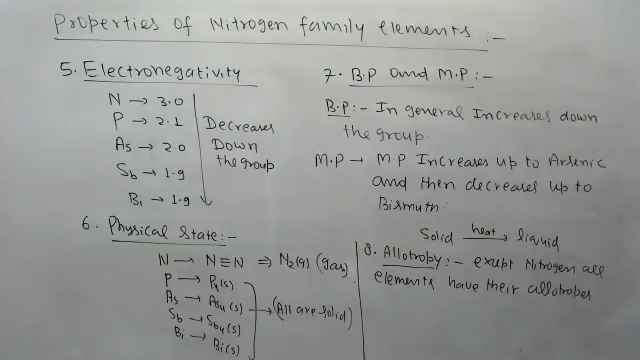 Properties of Nitrogen family elements :-
5. Electronegativity
N → 3.0
P → 2.1
As → 2.0
Sb → 1.9
Bi → 1.9
Decreases
Down
the group
6. Physical State:-
N → N≡N ⇒ N2(g) (gas)
P → P4(s)
As → As4(s)
Sb → Sb4(s)
Bi → Bi(s)
→ (All are solid)
7. B.P and M.P :-
B.P :- In general Increases down
the group.
M.P → M.P Increases up to Arsenic
and then decreases up to
Bismuth.
Solid heat→ liquid
8. Allotropy :- exupt Nitrogen all
elements have their allotropes